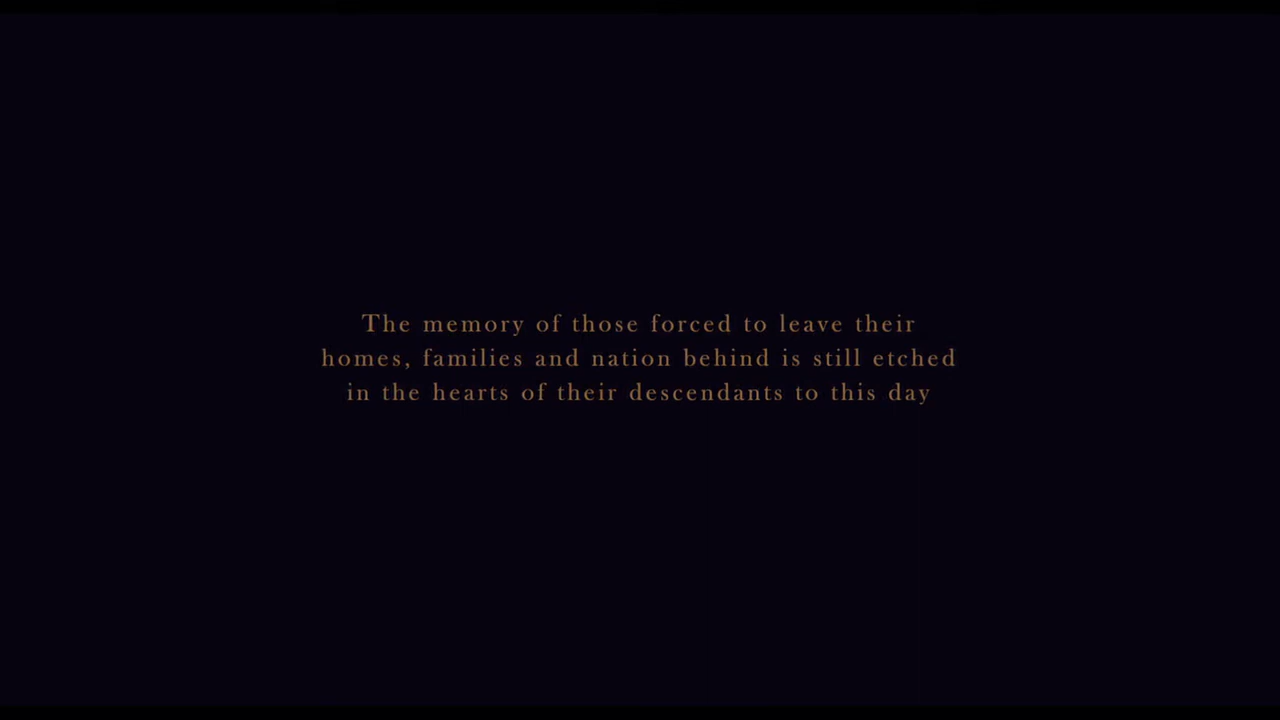 The memory of those forced to leave their
homes, families and nation behind is still etched
in the hearts of their descendants to this day